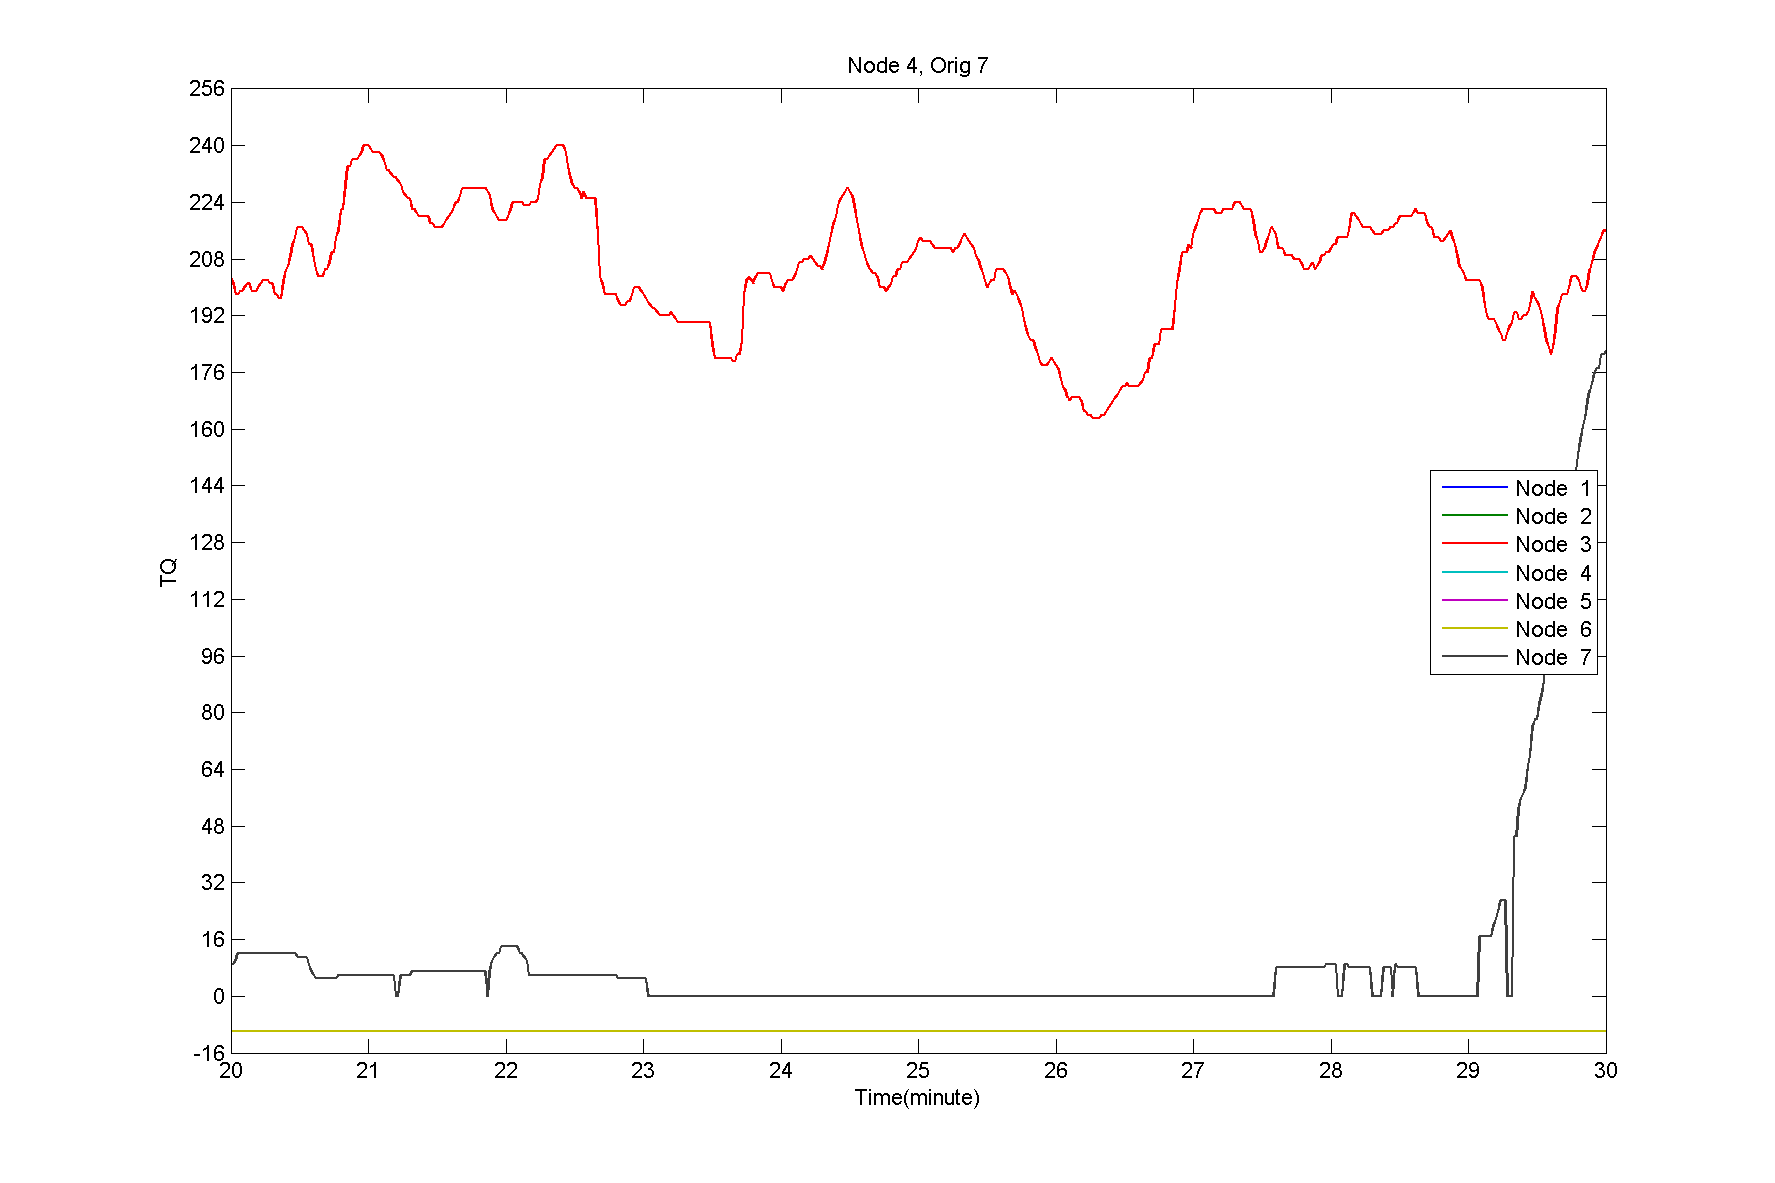 Node 4, Orig 7
256
240
224
208
192
176
160
144
128
112
96
80
64
48
32
16
0
-16
TQ
Node 1
Node 2
Node 3
Node 4
Node 5
Node 6
Node 7
20 21 22 23 24 25 26 27 28 29 30
Time(minute)